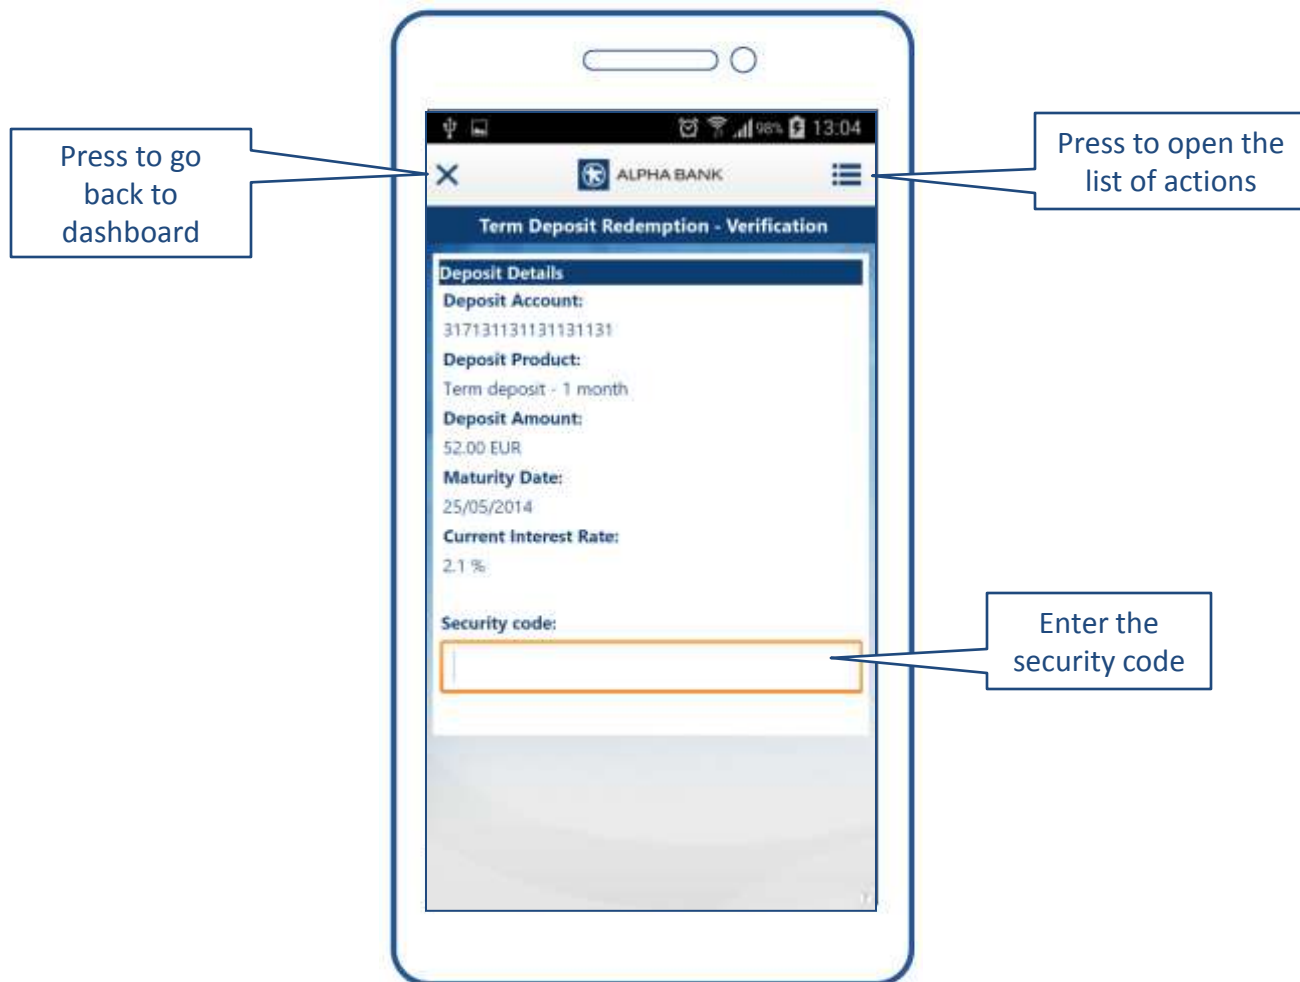 98% 13:04
Press to go
back to
dashboard
ALPHA BANK
Press to open the
list of actions
Term Deposit Redemption - Verification
Deposit Details
Deposit Account:
317131131131131131
Deposit Product:
Term deposit - 1 month
Deposit Amount:
52.00 EUR
Maturity Date:
25/05/2014
Current Interest Rate:
2.1 %
Security code:
Enter the
security code